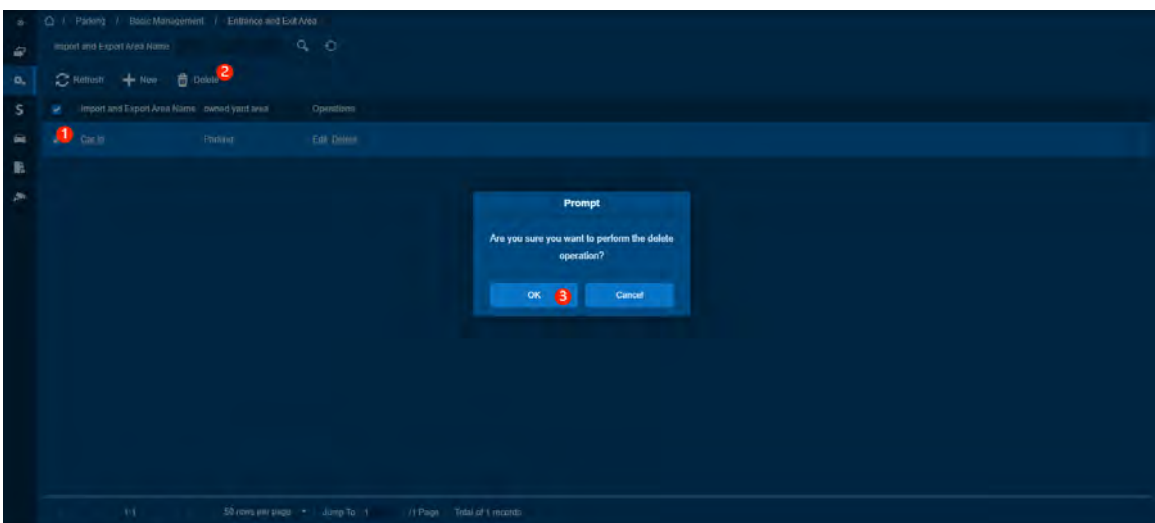 / Parking / Basic Management / Entrance and Exit Area
Import and Export Area Name
Refresh New Delete 2
Import and Export Area Name owned yard area Operations
1 Parking Edit Delete
Prompt
Are you sure you want to perform the delete
operation?
OK 3 Cancel
1-1 50 rows per page Jump To 1 /1 Page Total of 1 records